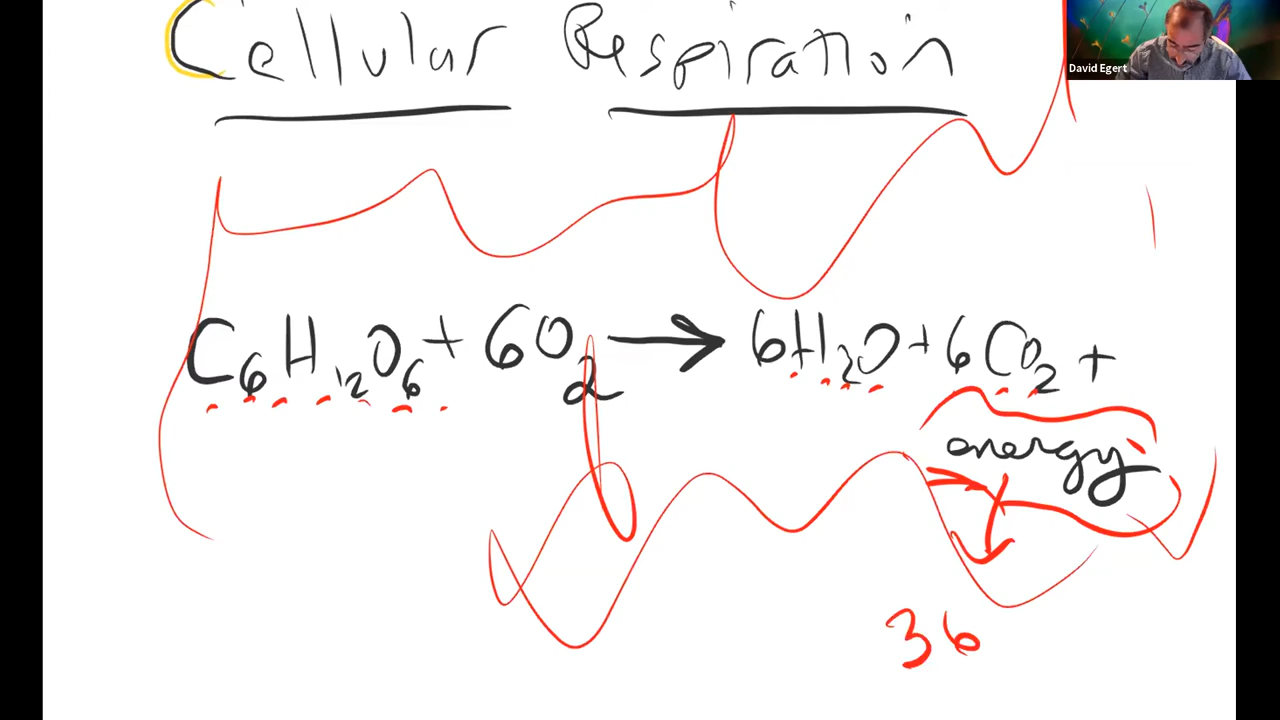 Cellular Respiration
David Egert
C₆H₁₂O₆ + 6O₂ → 6H₂O + 6CO₂ +
energy
36